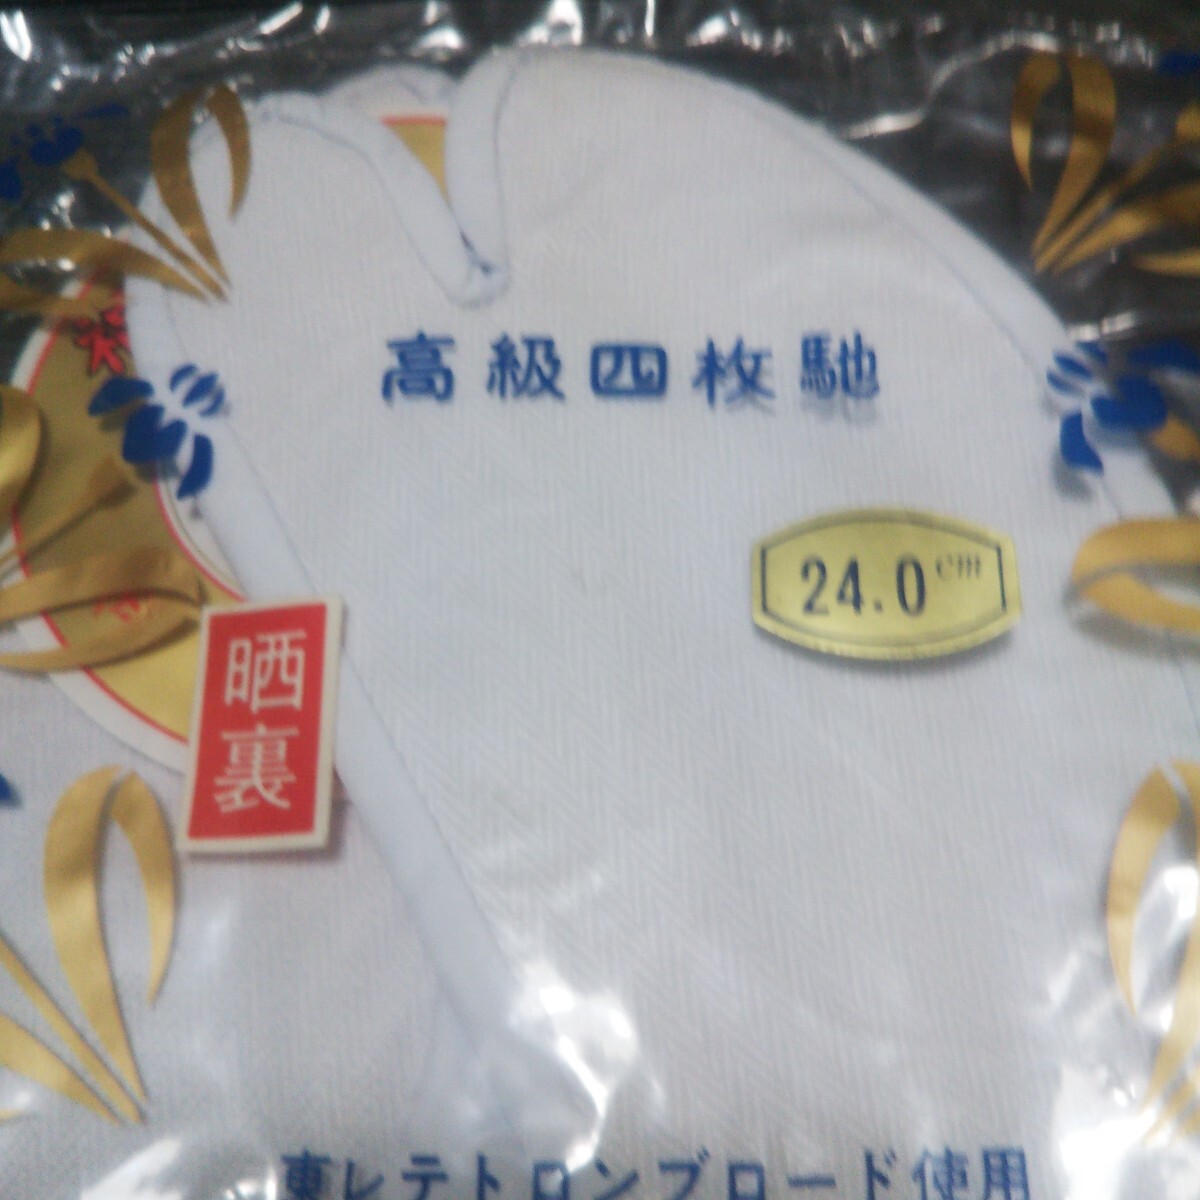 高級四枚馳
24.0cm
晒裏
東レテトロンブロード使用